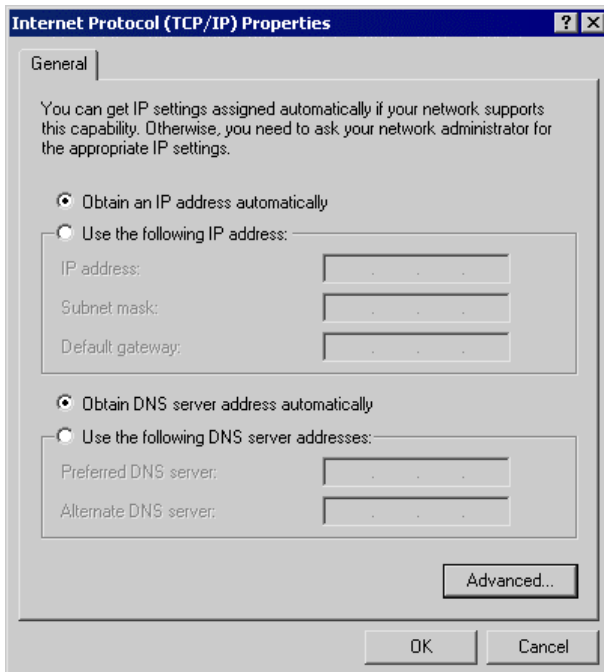 Internet Protocol (TCP/IP) Properties
General
You can get IP settings assigned automatically if your network supports
this capability. Otherwise, you need to ask your network administrator for
the appropriate IP settings.
Obtain an IP address automatically
Use the following IP address:
IP address:
Subnet mask:
Default gateway:
Obtain DNS server address automatically
Use the following DNS server addresses:
Preferred DNS server:
Alternate DNS server:
Advanced...
OK Cancel